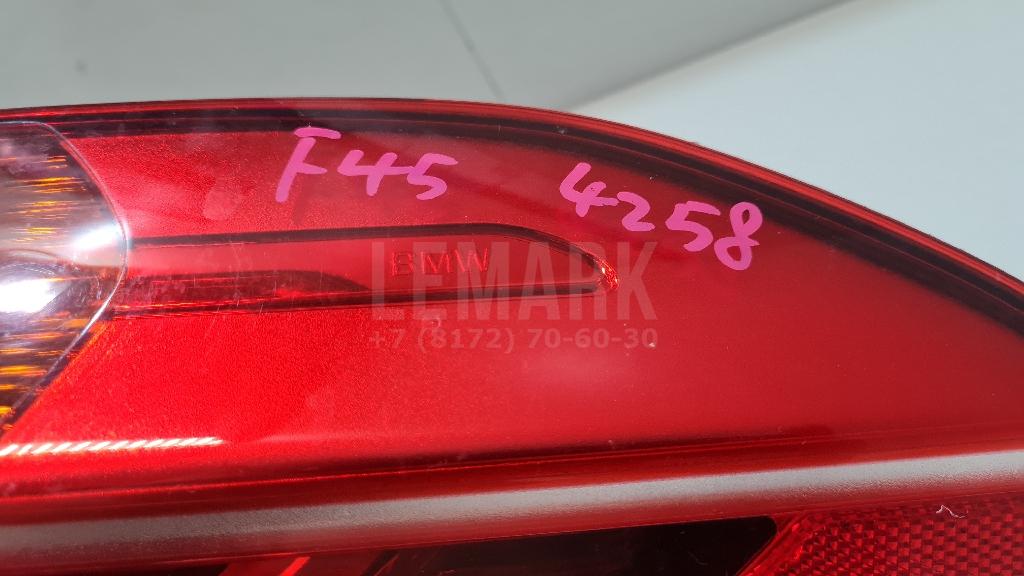 F45 4258
BMW
LEMARK
+7 (8172) 70-60-30